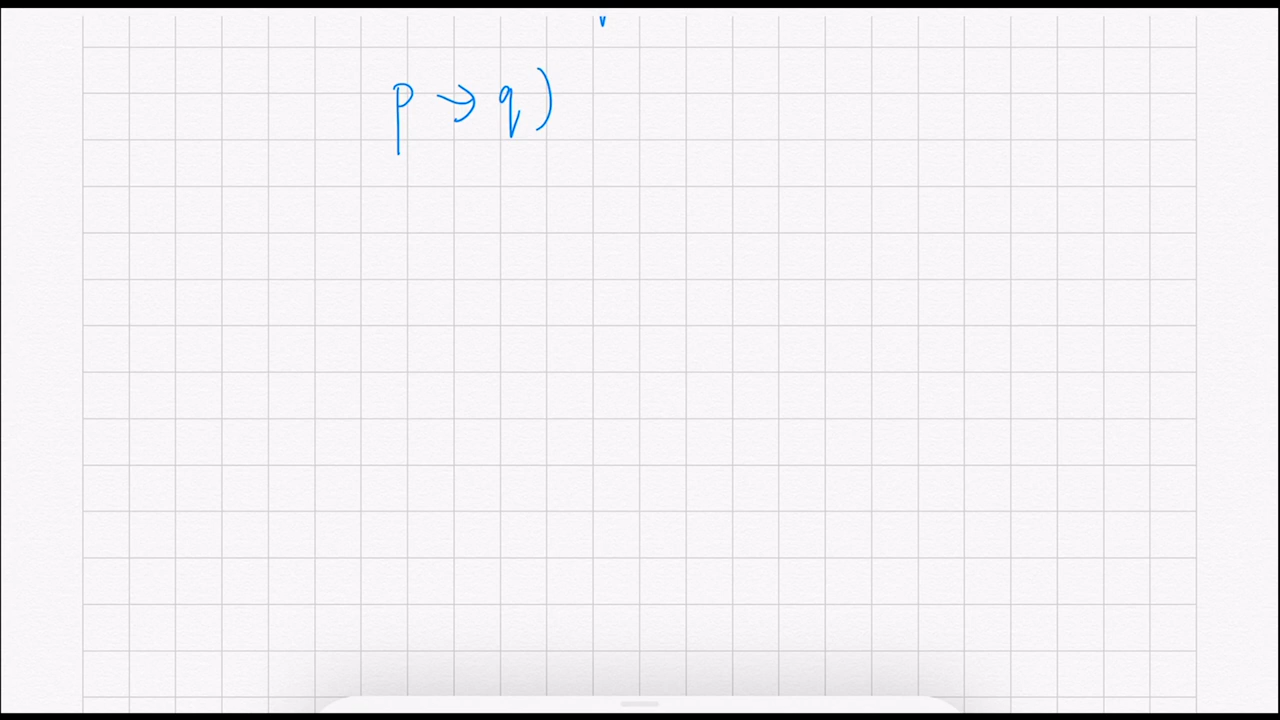 p → q )